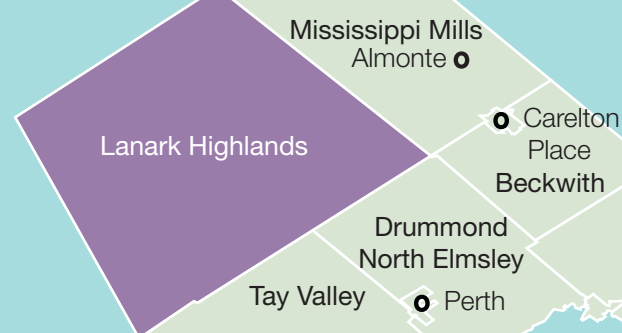 Mississippi Mills
Almonte
Carelton
Place
Lanark Highlands
Beckwith
Drummond
North Elmsley
Tay Valley
Perth